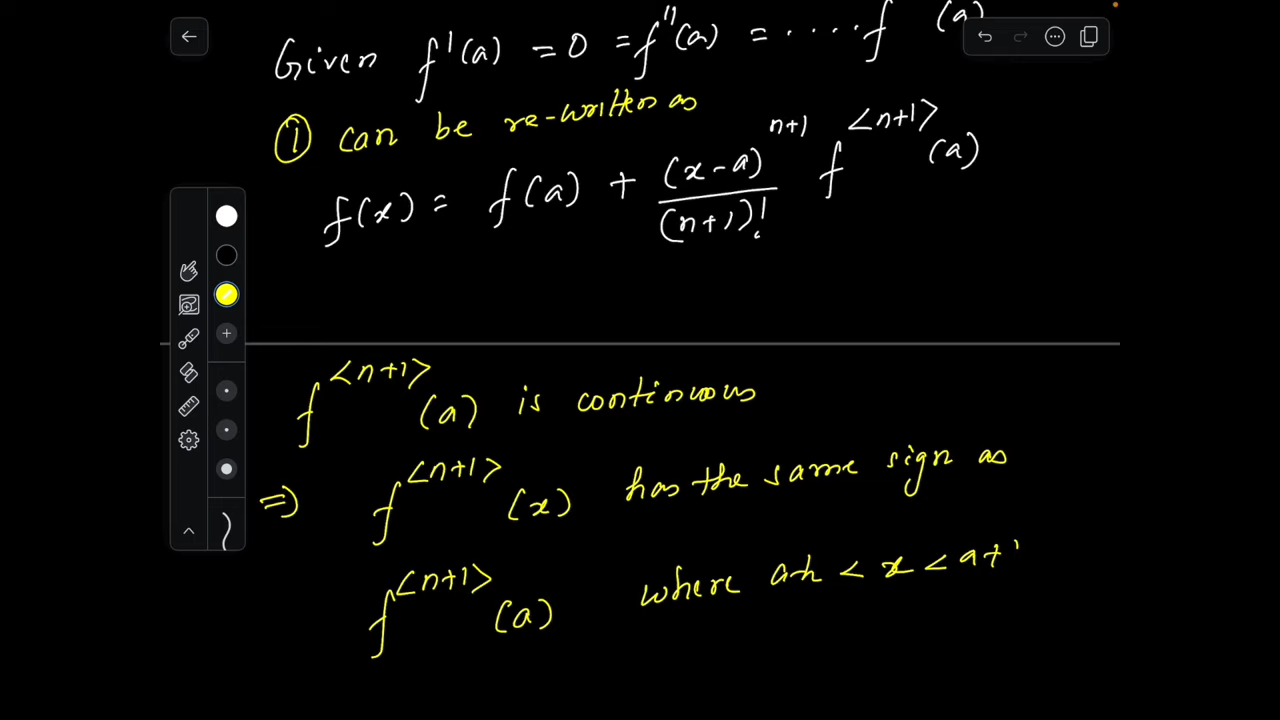 Given f'(a) = 0 = f''(a) = ....f (a)
① can be re-written as
f(x) = f(a) + (x-a)^{n+1}/(n+1)! f^{<n+1>}(a)
f^{<n+1>}(a) is continuous
=> f^{<n+1>}(x) has the same sign as
f^{<n+1>}(a) where a-h < x < a+